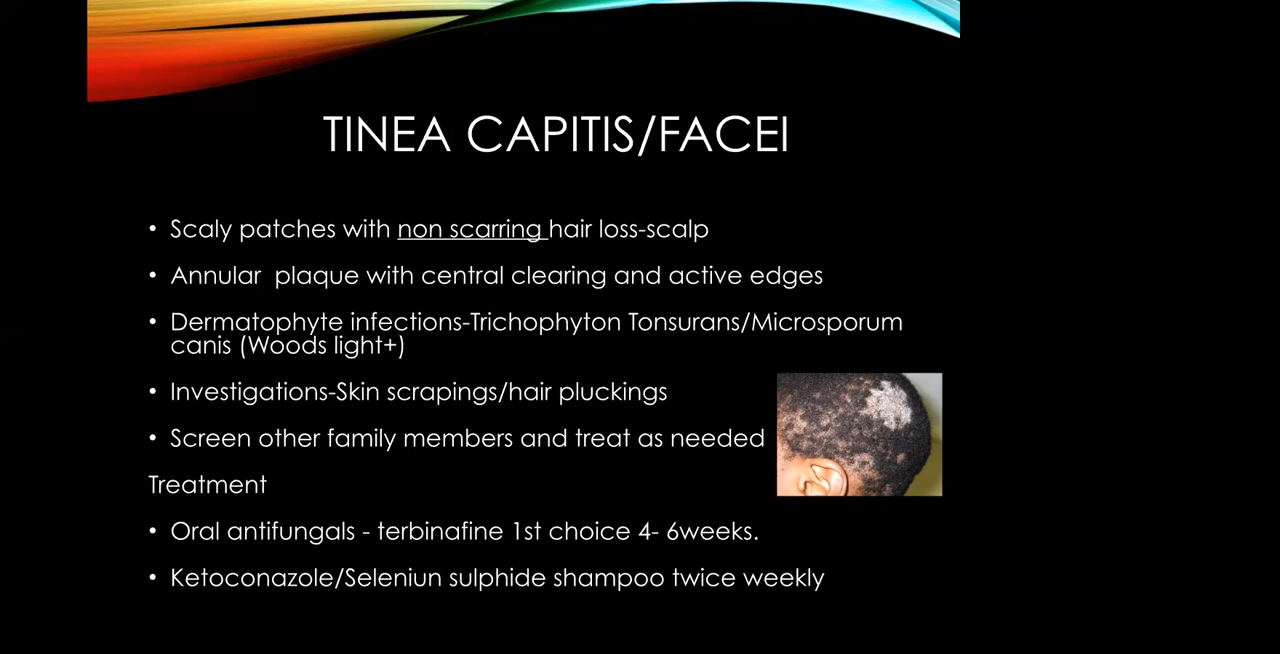 TINEA CAPITIS/FACEI
• Scaly patches with non scarring hair loss-scalp
• Annular  plaque with central clearing and active edges
• Dermatophyte infections-Trichophyton Tonsurans/Microsporum
canis (Woods light+)
• Investigations-Skin scrapings/hair pluckings
• Screen other family members and treat as needed
Treatment
• Oral antifungals - terbinafine 1st choice 4- 6weeks.
• Ketoconazole/Seleniun sulphide shampoo twice weekly